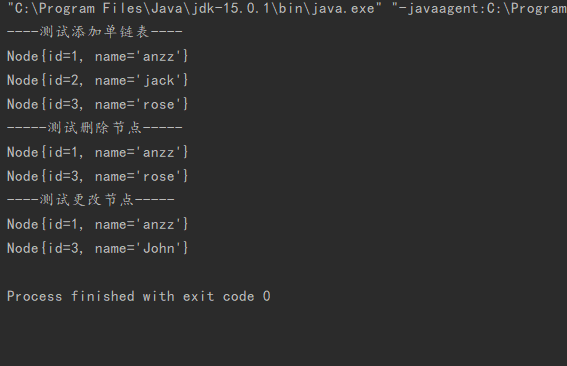 "C:\Program Files\Java\jdk-15.0.1\bin\java.exe" "-javaagent:C:\Program
----测试添加单链表----
Node{id=1, name='anzz'}
Node{id=2, name='jack'}
Node{id=3, name='rose'}
-----测试删除节点-----
Node{id=1, name='anzz'}
Node{id=3, name='rose'}
----测试更改节点-----
Node{id=1, name='anzz'}
Node{id=3, name='John'}
Process finished with exit code 0